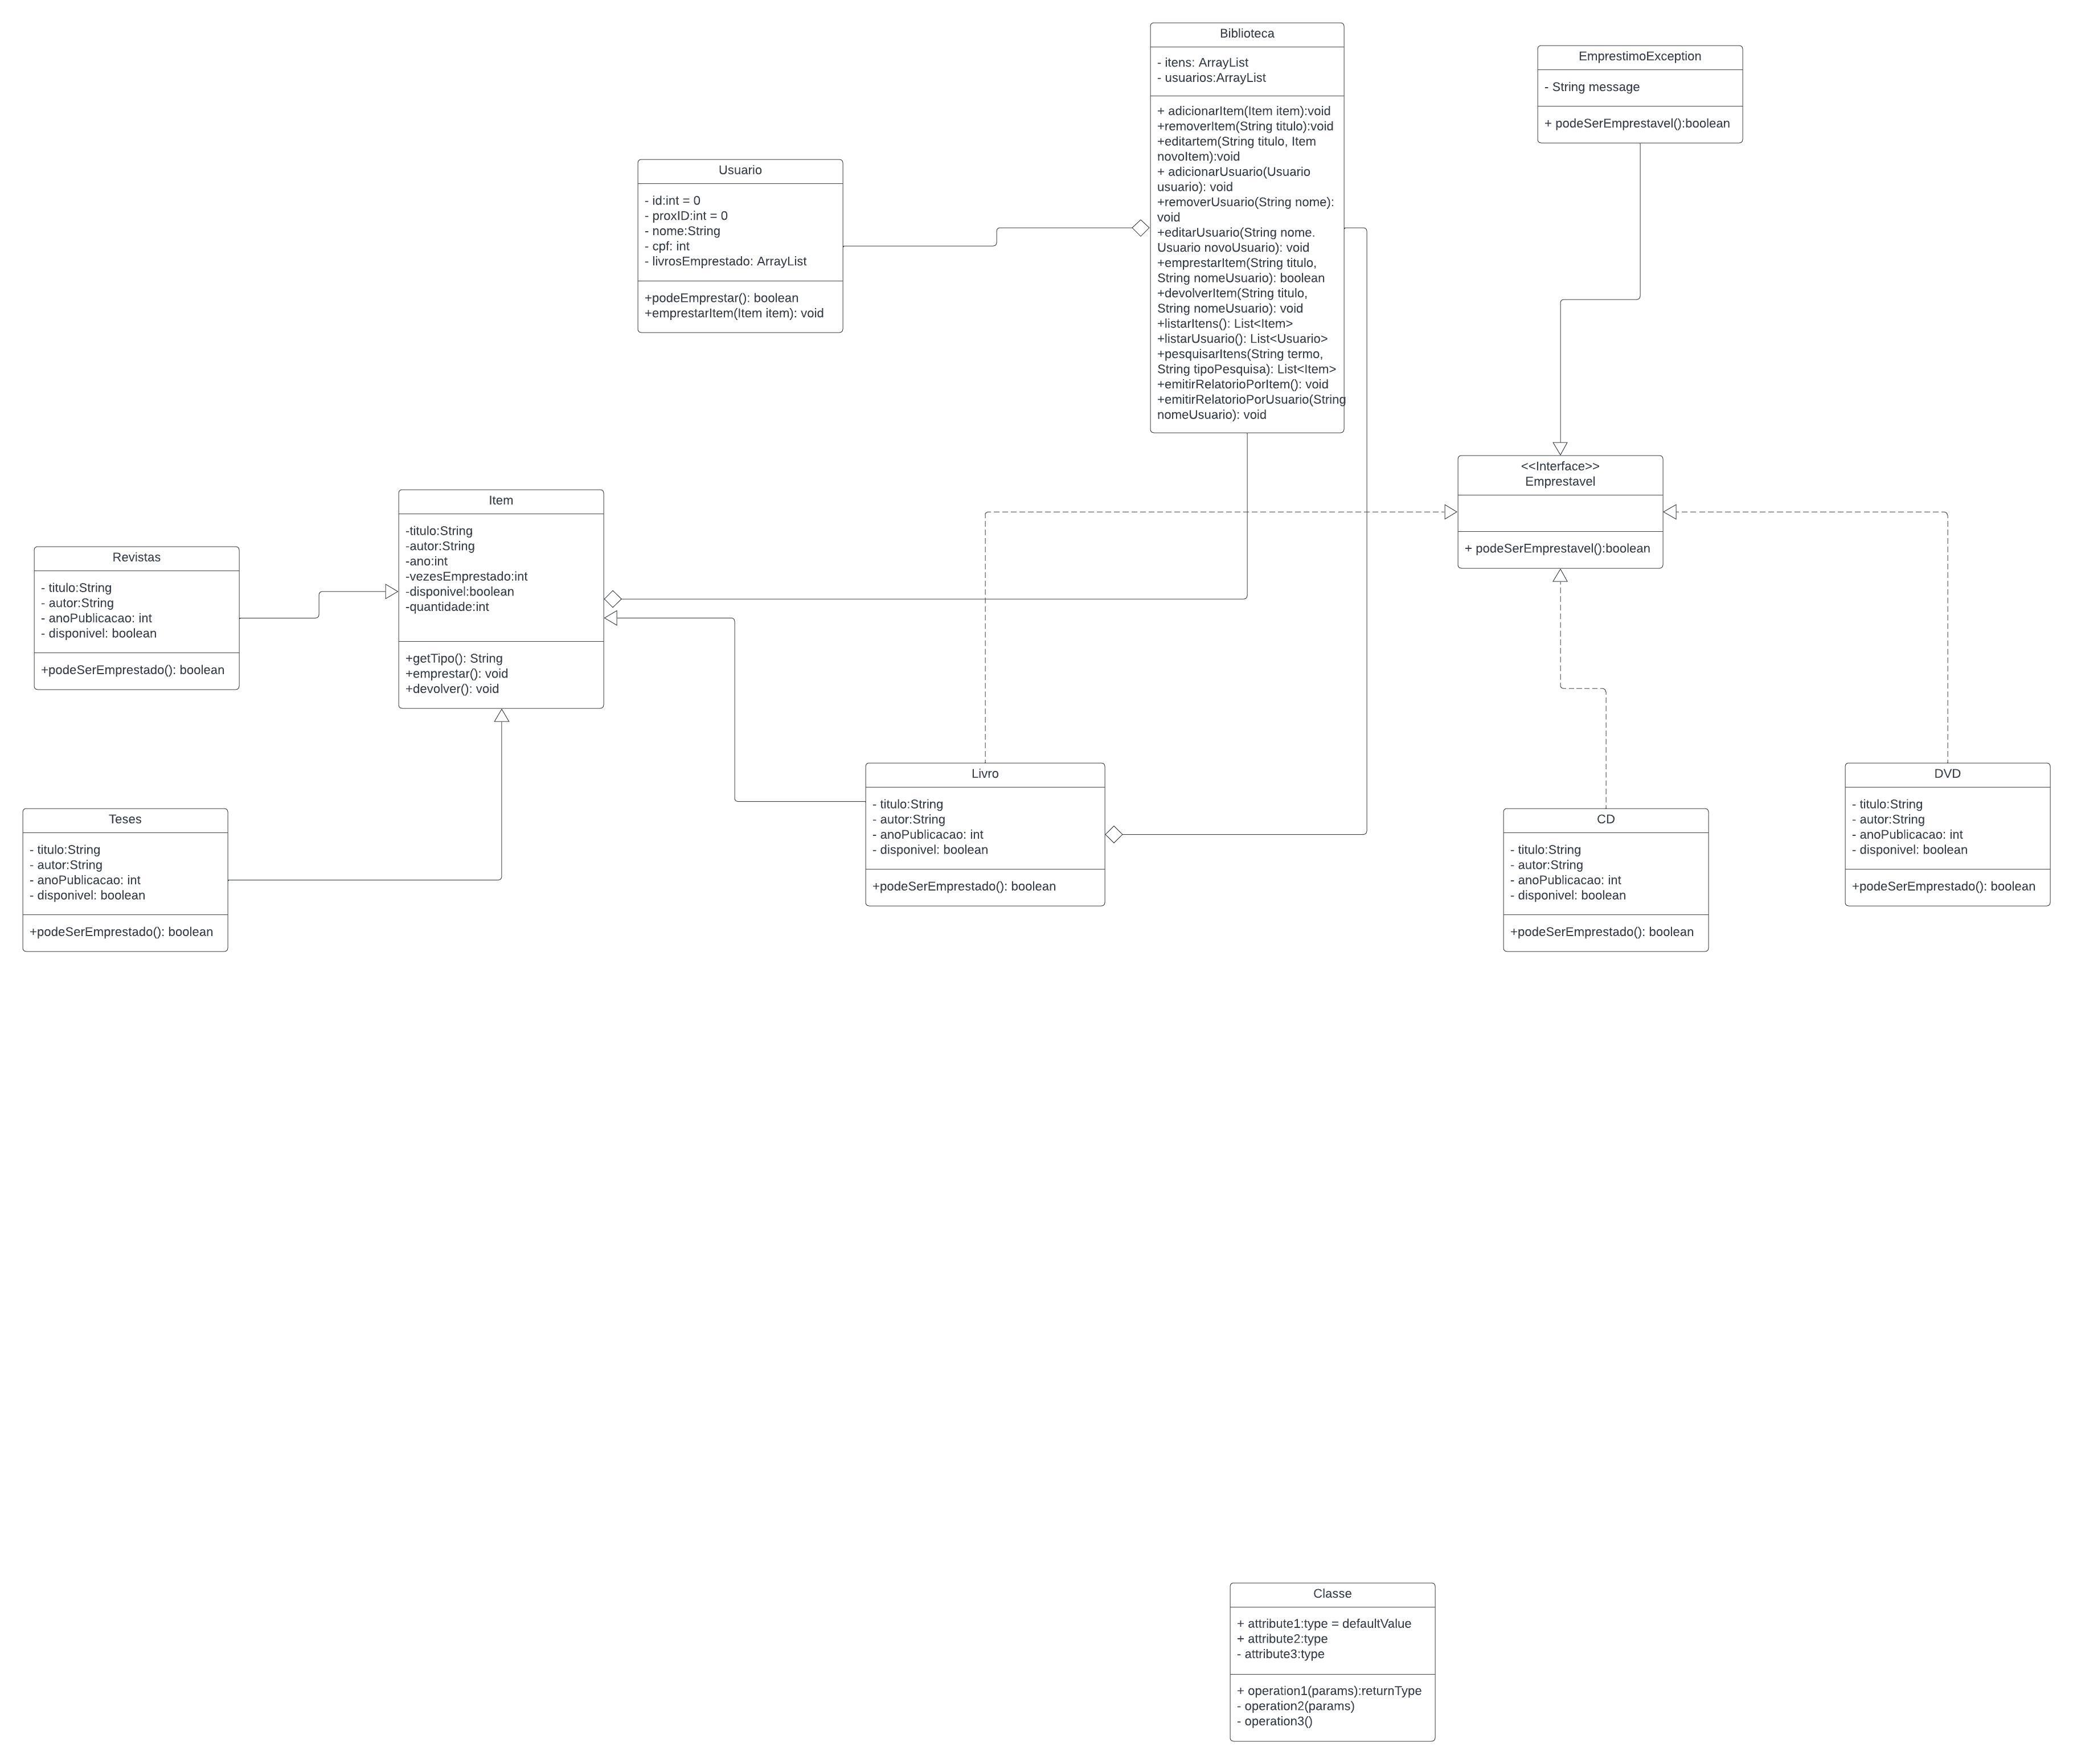 Biblioteca
- itens: ArrayList
- usuarios:ArrayList
+ adicionarItem(Item item):void
+removerItem(String titulo):void
+editartem(String titulo, Item
novoItem):void
+ adicionarUsuario(Usuario
usuario): void
+removerUsuario(String nome):
void
+editarUsuario(String nome.
Usuario novoUsuario): void
+emprestarItem(String titulo,
String nomeUsuario): boolean
+devolverItem(String titulo,
String nomeUsuario): void
+listarItens(): List<Item>
+listarUsuario(): List<Usuario>
+pesquisarItens(String termo,
String tipoPesquisa): List<Item>
+emitirRelatorioPorItem(): void
+emitirRelatorioPorUsuario(String
nomeUsuario): void
EmprestimoException
- String message
+ podeSerEmprestavel():boolean
Usuario
- id:int = 0
- proxID:int = 0
- nome:String
- cpf: int
- livrosEmprestado: ArrayList
+podeEmprestar(): boolean
+emprestarItem(Item item): void
<<Interface>>
Emprestavel
+ podeSerEmprestavel():boolean
Item
-titulo:String
-autor:String
-ano:int
-vezesEmprestado:int
-disponivel:boolean
-quantidade:int
+getTipo(): String
+emprestar(): void
+devolver(): void
Revistas
- titulo:String
- autor:String
- anoPublicacao: int
- disponivel: boolean
+podeSerEmprestado(): boolean
Teses
- titulo:String
- autor:String
- anoPublicacao: int
- disponivel: boolean
+podeSerEmprestado(): boolean
Livro
- titulo:String
- autor:String
- anoPublicacao: int
- disponivel: boolean
+podeSerEmprestado(): boolean
CD
- titulo:String
- autor:String
- anoPublicacao: int
- disponivel: boolean
+podeSerEmprestado(): boolean
DVD
- titulo:String
- autor:String
- anoPublicacao: int
- disponivel: boolean
+podeSerEmprestado(): boolean
Classe
+ attribute1:type = defaultValue
+ attribute2:type
- attribute3:type
+ operation1(params):returnType
- operation2(params)
- operation3()